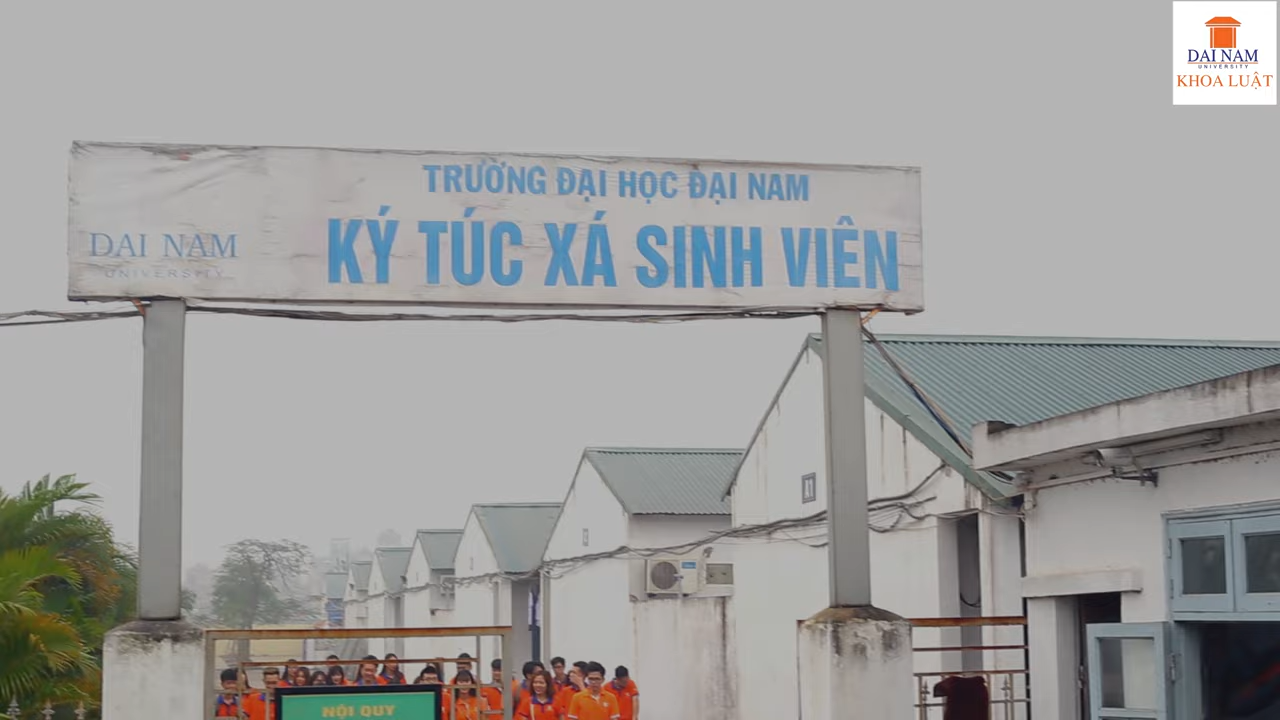 DAI NAM
UNIVERSITY
KHOA LUẬT
TRƯỜNG ĐẠI HỌC ĐẠI NAM
KÝ TÚC XÁ SINH VIÊN
DAI NAM
UNIVERSITY
A1
NỘI QUY